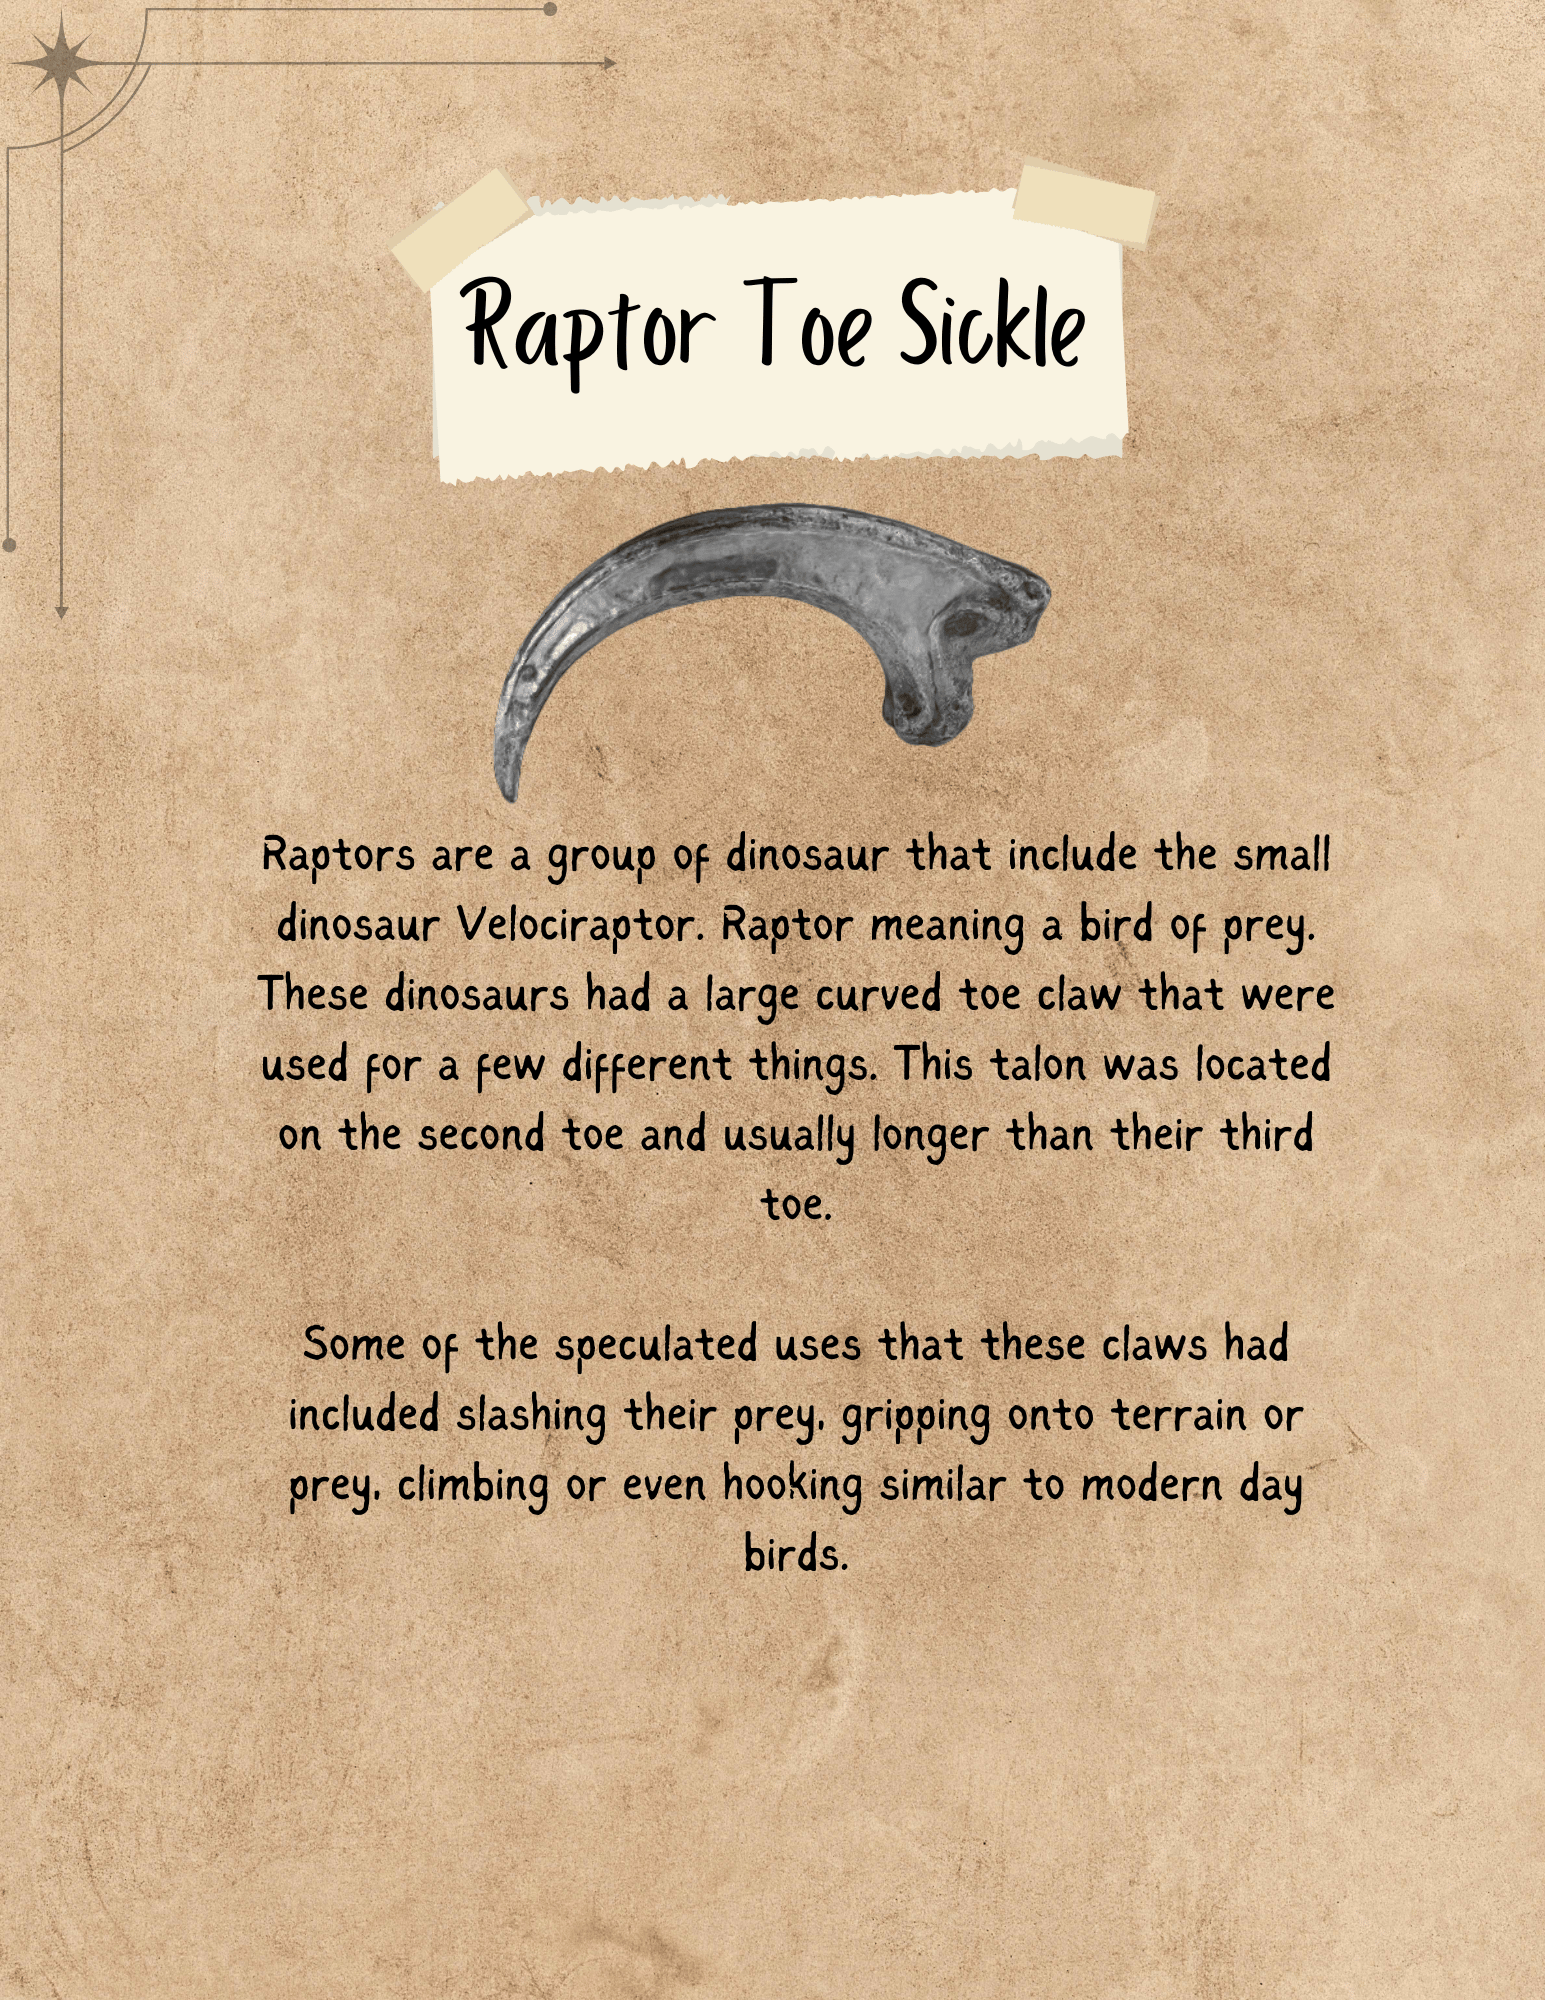 Raptor Toe Sickle
Raptors are a group of dinosaur that include the small
dinosaur Velociraptor. Raptor meaning a bird of prey.
These dinosaurs had a large curved toe claw that were
used for a few different things. This talon was located
on the second toe and usually longer than their third
toe.
Some of the speculated uses that these claws had
included slashing their prey, gripping onto terrain or
prey, climbing or even hooking similar to modern day
birds.